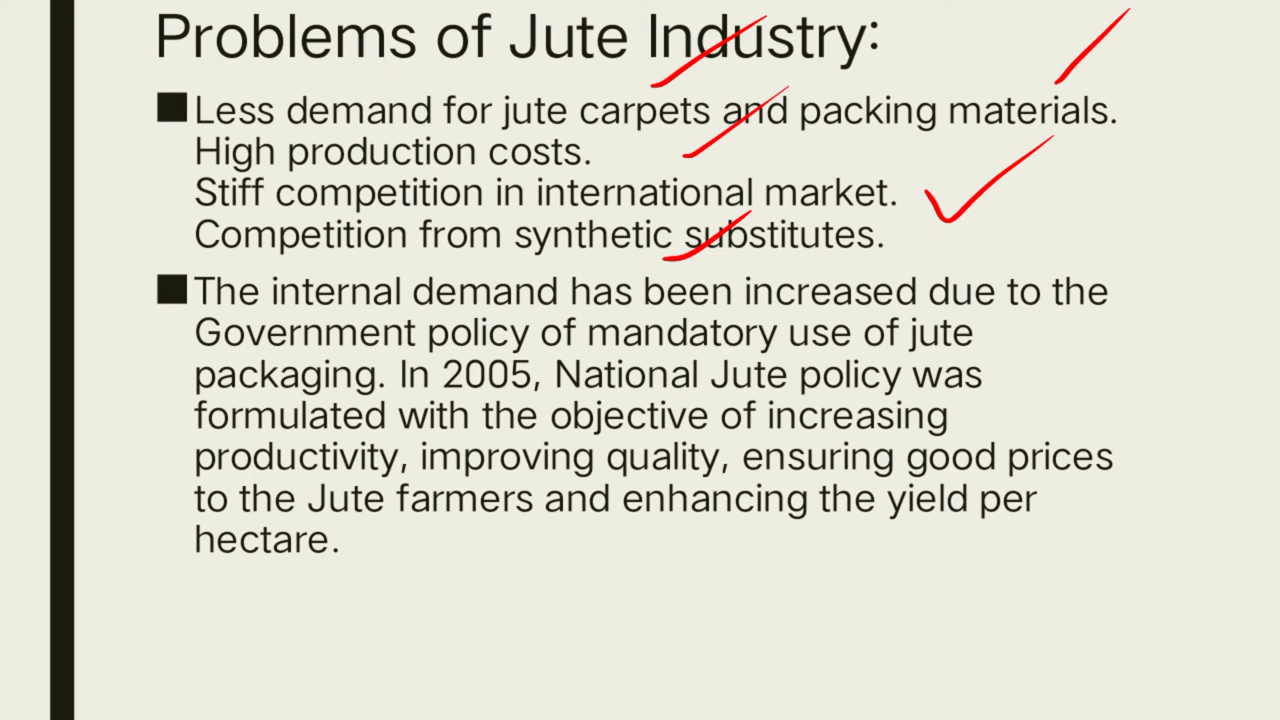 Problems of Jute Industry:
Less demand for jute carpets and packing materials.
High production costs.
Stiff competition in international market.
Competition from synthetic substitutes.
The internal demand has been increased due to the
Government policy of mandatory use of jute
packaging. In 2005, National Jute policy was
formulated with the objective of increasing
productivity, improving quality, ensuring good prices
to the Jute farmers and enhancing the yield per
hectare.